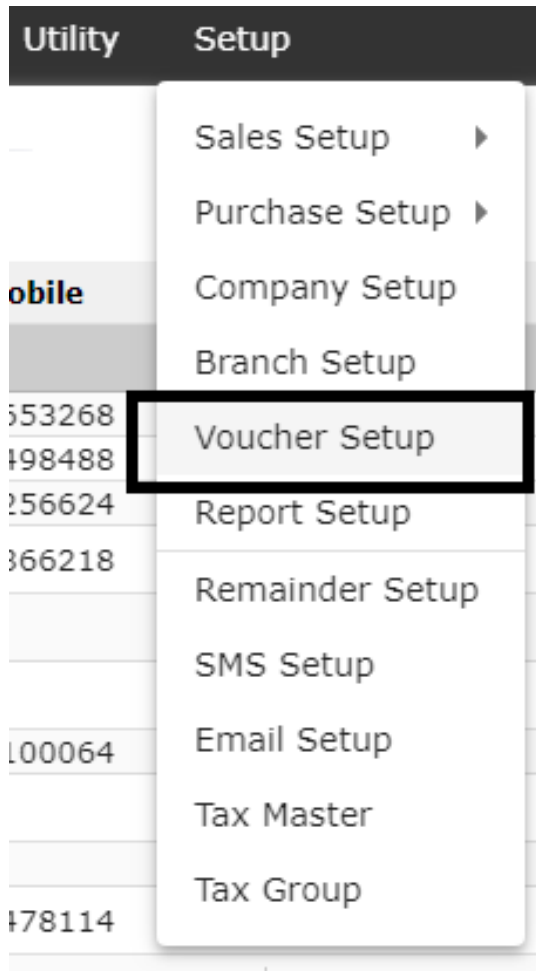 Utility Setup
Sales Setup
Purchase Setup
obile
Company Setup
Branch Setup
553268
Voucher Setup
498488
256624
Report Setup
366218
Remainder Setup
SMS Setup
100064
Email Setup
Tax Master
Tax Group
478114